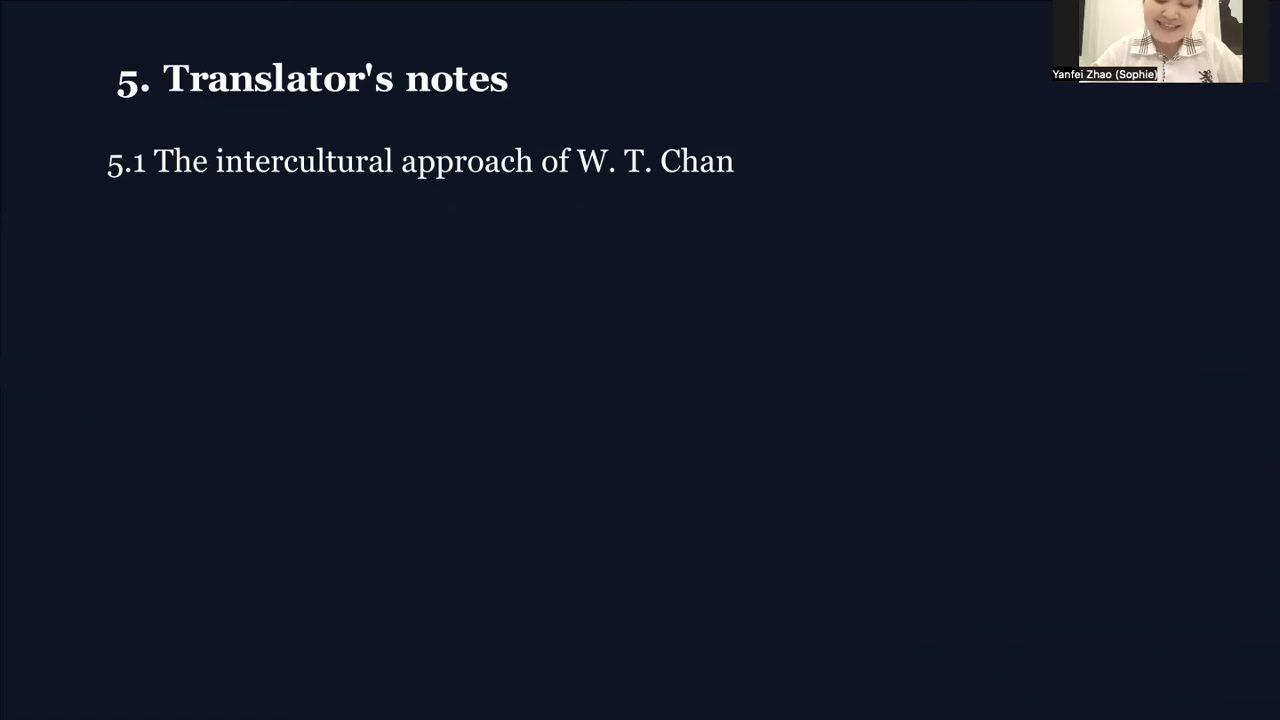 5. Translator's notes
Yanfei Zhao (Sophie)
5.1 The intercultural approach of W. T. Chan